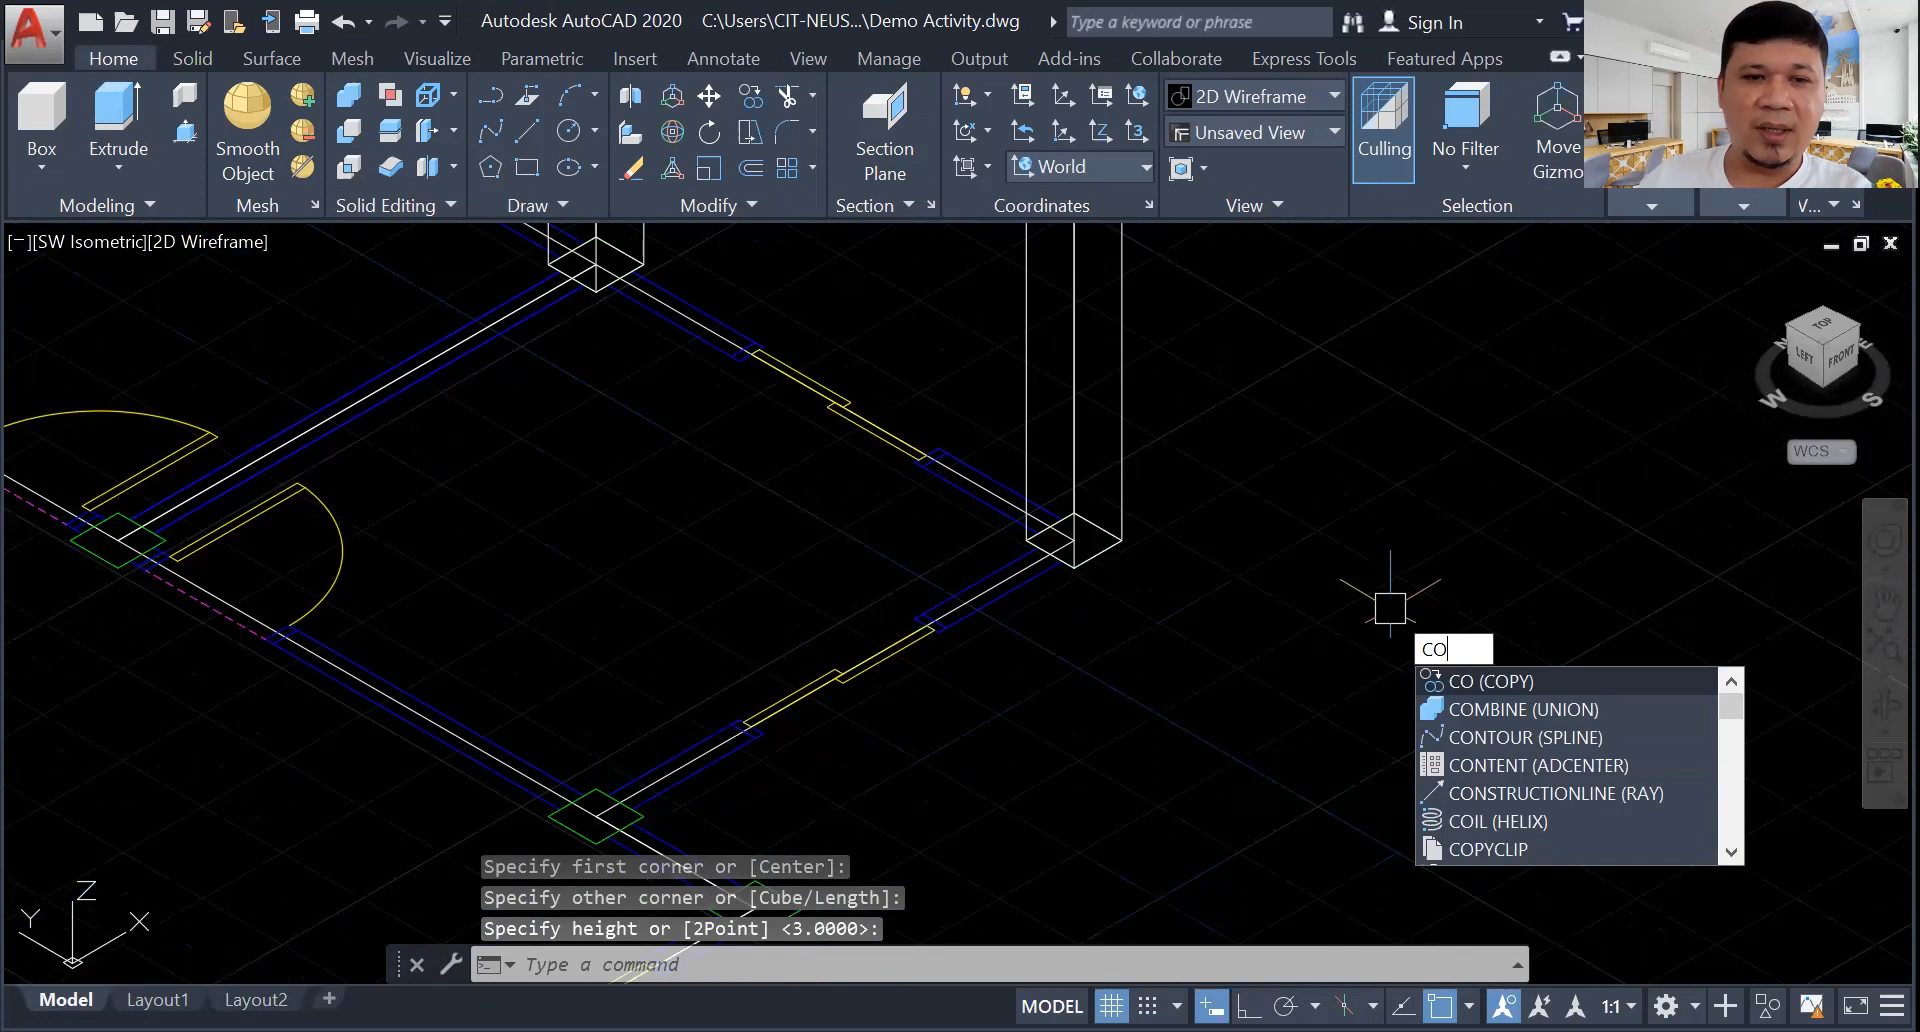 Autodesk AutoCAD 2020 C:\Users\CIT-NEUS...\Demo Activity.dwg
Type a keyword or phrase
Sign In
Home Solid Surface Mesh Visualize Parametric Insert Annotate View Manage Output Add-ins Collaborate Express Tools Featured Apps
Box
Extrude
Smooth
Object
Section
Plane
2D Wireframe
Unsaved View
World
Culling
No Filter
Move
Gizmo
Modeling Mesh Solid Editing Draw Modify Section Coordinates View Selection V...
[−][SW Isometric][2D Wireframe]
TOP
LEFT
FRONT
W
S
WCS
CO
CO (COPY)
COMBINE (UNION)
CONTOUR (SPLINE)
CONTENT (ADCENTER)
CONSTRUCTIONLINE (RAY)
COIL (HELIX)
COPYCLIP
Specify first corner or [Center]:
Specify other corner or [Cube/Length]:
Specify height or [2Point] <3.0000>:
Type a command
Z
Y
X
Model Layout1 Layout2 +
MODEL
1:1